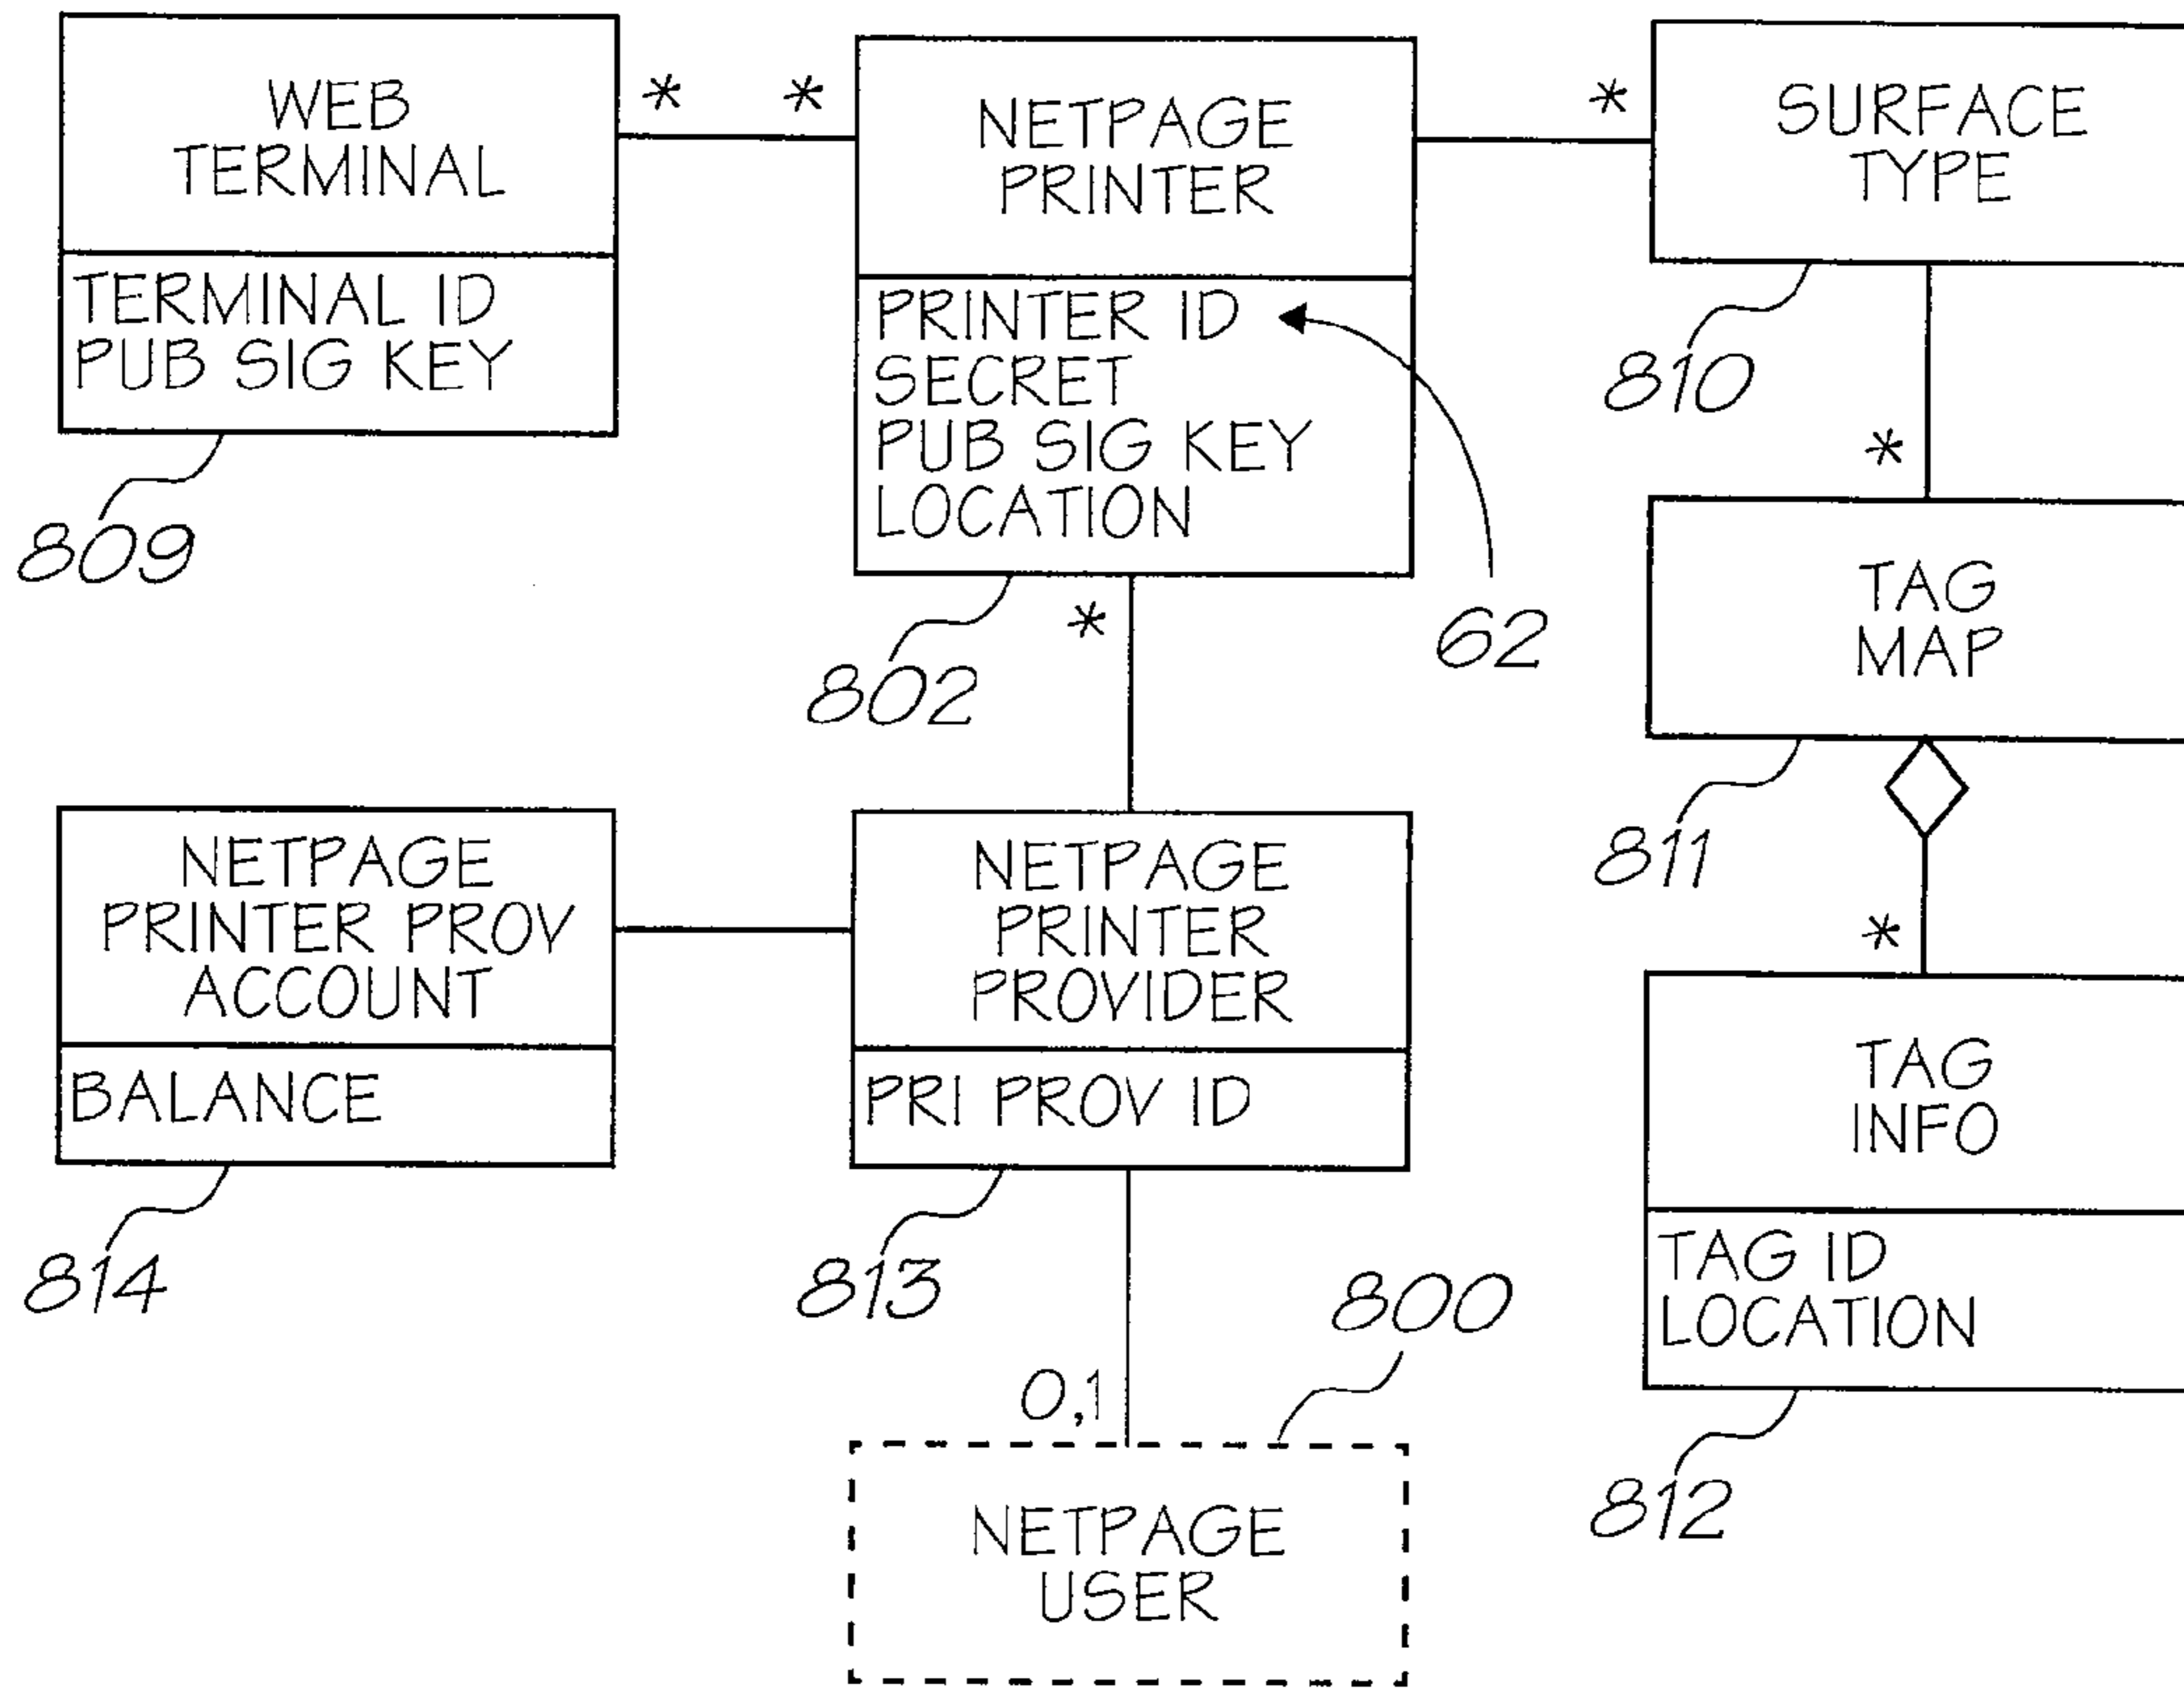 WEB
TERMINAL
TERMINAL ID
PUB SIG KEY
809
*
*
NETPAGE
PRINTER
PRINTER ID
SECRET
PUB SIG KEY
LOCATION
802
62
*
*
SURFACE
TYPE
810
*
TAG
MAP
811
*
NETPAGE
PRINTER PROV
ACCOUNT
BALANCE
814
NETPAGE
PRINTER
PROVIDER
PRI PROV ID
813
TAG
INFO
TAG ID
LOCATION
812
0,1
800
NETPAGE
USER